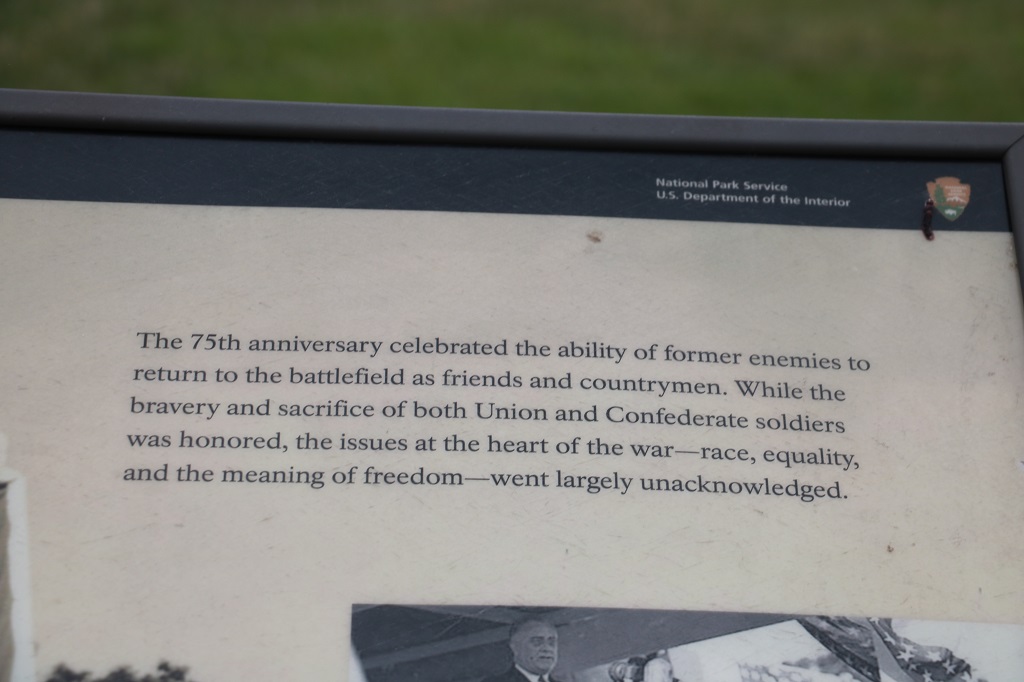 National Park Service
U.S. Department of the Interior
The 75th anniversary celebrated the ability of former enemies to
return to the battlefield as friends and countrymen. While the
bravery and sacrifice of both Union and Confederate soldiers
was honored, the issues at the heart of the war—race, equality,
and the meaning of freedom—went largely unacknowledged.